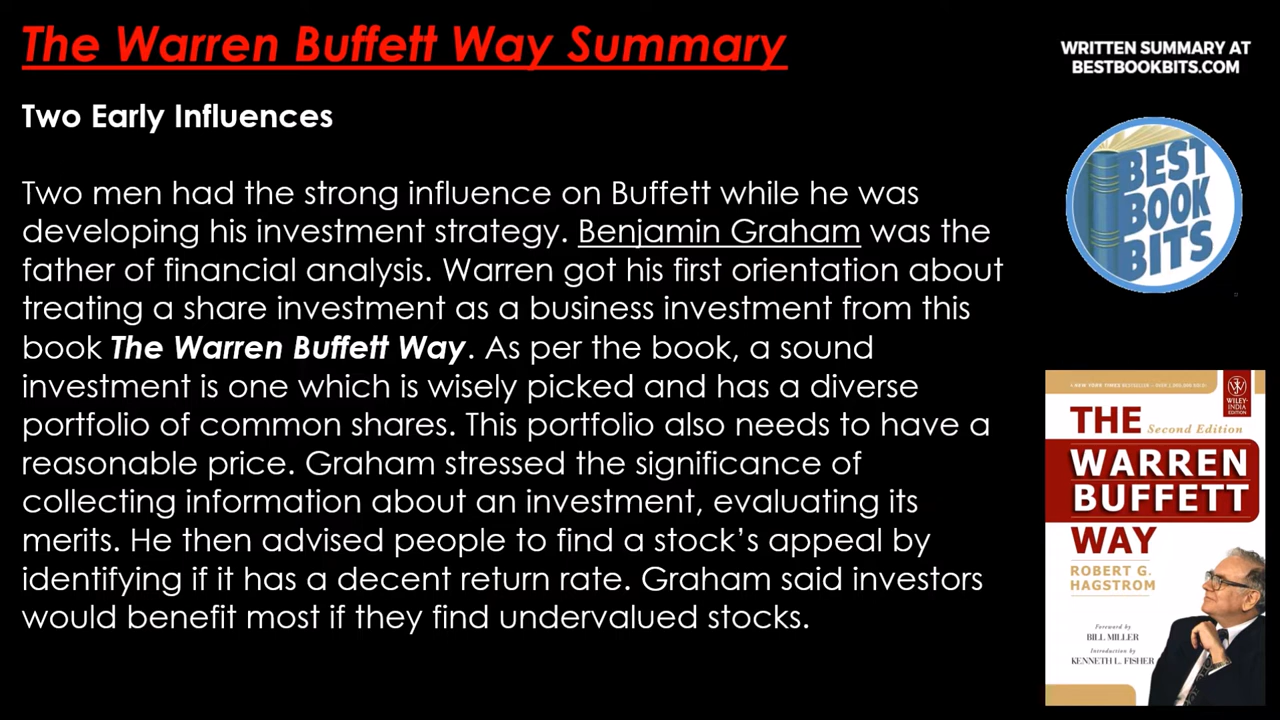 The Warren Buffett Way Summary
WRITTEN SUMMARY AT
BESTBOOKBITS.COM
Two Early Influences
Two men had the strong influence on Buffett while he was
developing his investment strategy. Benjamin Graham was the
father of financial analysis. Warren got his first orientation about
treating a share investment as a business investment from this
book The Warren Buffett Way. As per the book, a sound
investment is one which is wisely picked and has a diverse
portfolio of common shares. This portfolio also needs to have a
reasonable price. Graham stressed the significance of
collecting information about an investment, evaluating its
merits. He then advised people to find a stock's appeal by
identifying if it has a decent return rate. Graham said investors
would benefit most if they find undervalued stocks.
BEST
BOOK
BITS
WILEY-
INDIA
EDITION
THE
Second Edition
WARREN
BUFFETT
WAY
ROBERT G.
HAGSTROM
Foreword by
BILL MILLER
Introduction by
KENNETH L. FISHER